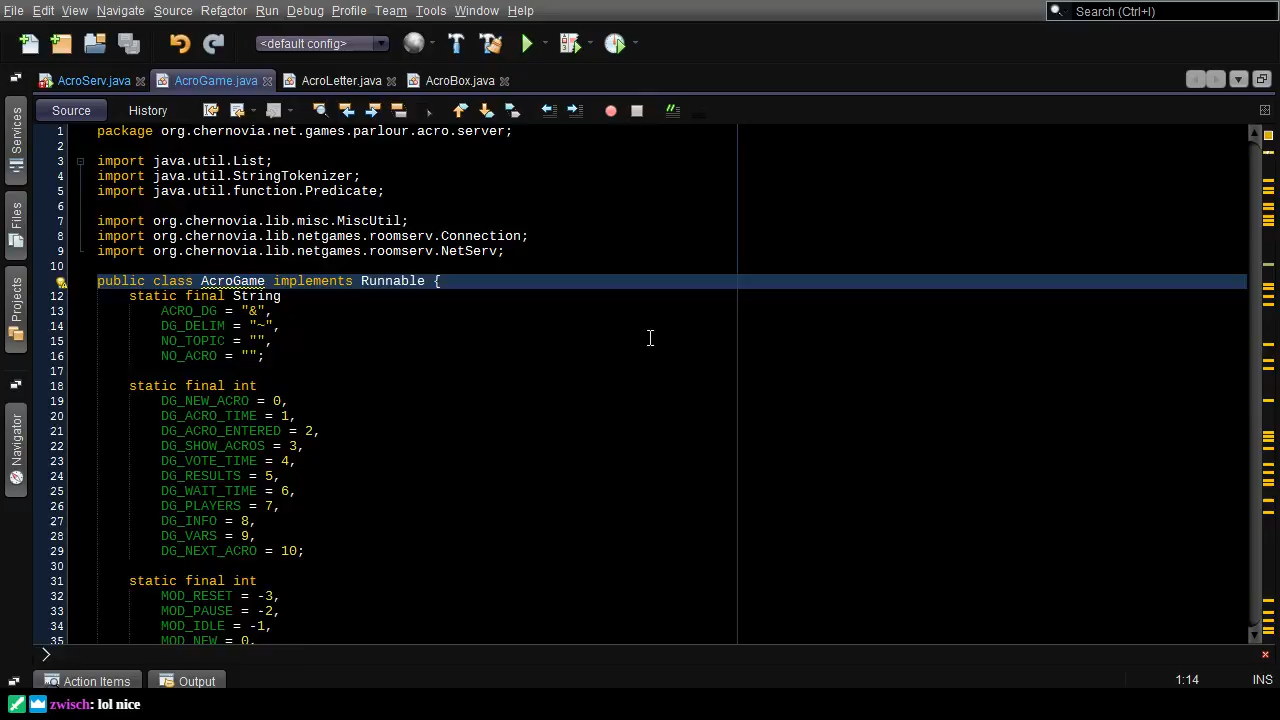 File Edit View Navigate Source Refactor Run Debug Profile Team Tools Window Help
Search (Ctrl+I)
<default config>
AcroServ.java AcroGame.java AcroLetter.java AcroBox.java
Source History
Services
Files
Projects
Navigator
1 package org.chernovia.net.games.parlour.acro.server;
2
3 import java.util.List;
4 import java.util.StringTokenizer;
5 import java.util.function.Predicate;
6
7 import org.chernovia.lib.misc.MiscUtil;
8 import org.chernovia.lib.netgames.roomserv.Connection;
9 import org.chernovia.lib.netgames.roomserv.NetServ;
10
public class AcroGame implements Runnable {
12 static final String
13 ACRO_DG = "&",
14 DG_DELIM = "~",
15 NO_TOPIC = "",
16 NO_ACRO = "";
17
18 static final int
19 DG_NEW_ACRO = 0,
20 DG_ACRO_TIME = 1,
21 DG_ACRO_ENTERED = 2,
22 DG_SHOW_ACROS = 3,
23 DG_VOTE_TIME = 4,
24 DG_RESULTS = 5,
25 DG_WAIT_TIME = 6,
26 DG_PLAYERS = 7,
27 DG_INFO = 8,
28 DG_VARS = 9,
29 DG_NEXT_ACRO = 10;
30
31 static final int
32 MOD_RESET = -3,
33 MOD_PAUSE = -2,
34 MOD_IDLE = -1,
35 MOD_NEW = 0,
Action Items Output
1:14 INS
zwisch: lol nice